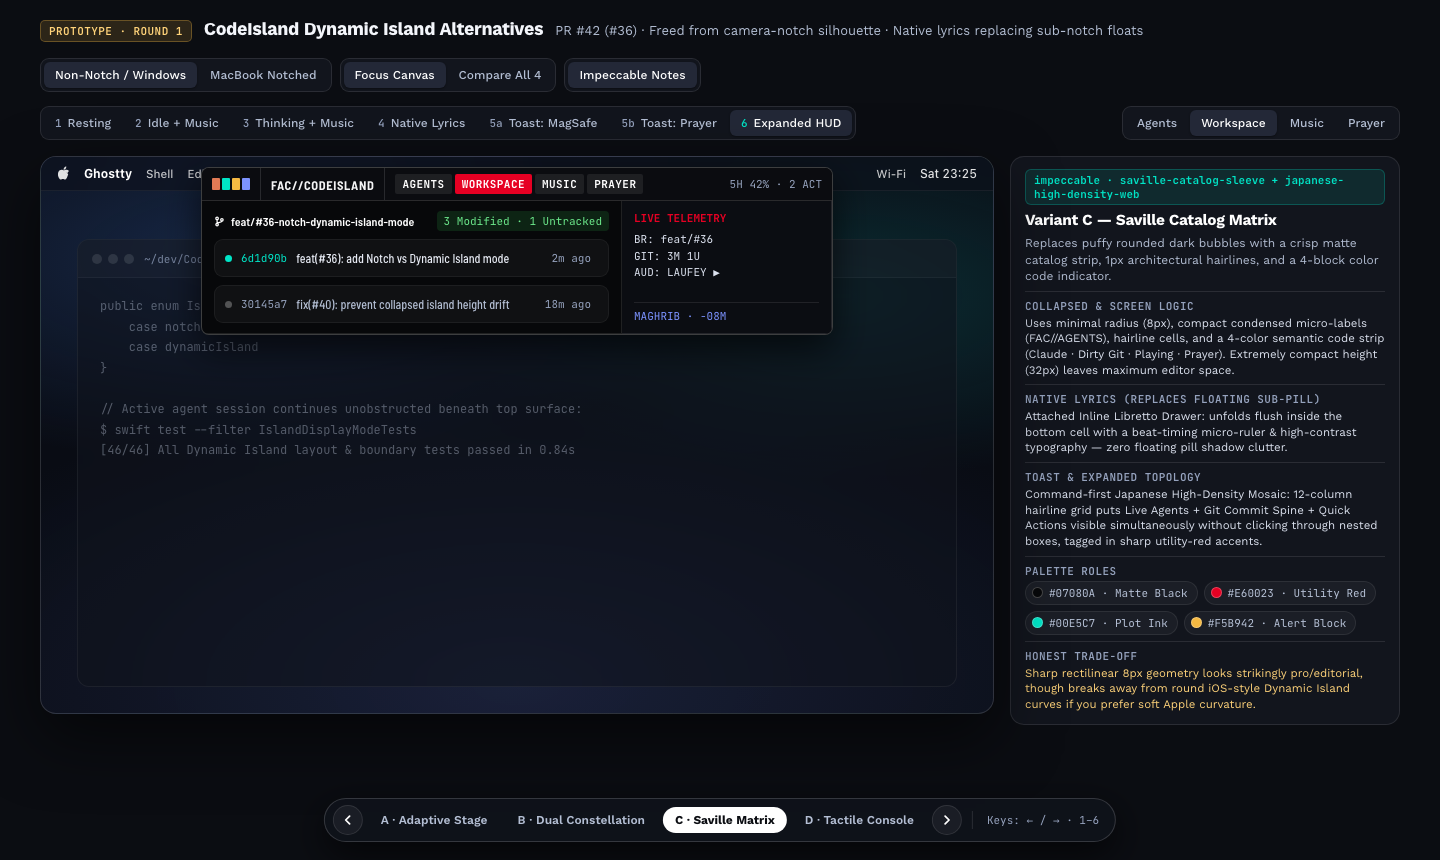 PROTOTYPE · ROUND 1 CodeIsland Dynamic Island Alternatives PR #42 (#36) · Freed from camera-notch silhouette · Native lyrics replacing sub-notch floats
Non-Notch / Windows MacBook Notched Focus Canvas Compare All 4 Impeccable Notes
1 Resting 2 Idle + Music 3 Thinking + Music 4 Native Lyrics 5a Toast: MagSafe 5b Toast: Prayer 6 Expanded HUD Agents Workspace Music Prayer
Ghostty Shell Ed Wi-Fi Sat 23:25
FAC//CODEISLAND AGENTS WORKSPACE MUSIC PRAYER 5H 42% · 2 ACT
feat/#36-notch-dynamic-island-mode 3 Modified · 1 Untracked
6d1d90b feat(#36): add Notch vs Dynamic Island mode 2m ago
30145a7 fix(#40): prevent collapsed island height drift 18m ago
LIVE TELEMETRY
BR: feat/#36
GIT: 3M 1U
AUD: LAUFEY ▶
MAGHRIB · -08M
~/dev/Coc
public enum Is
case notch
case dynamicIsland
}
// Active agent session continues unobstructed beneath top surface:
$ swift test --filter IslandDisplayModeTests
[46/46] All Dynamic Island layout & boundary tests passed in 0.84s
impeccable · saville-catalog-sleeve + japanese-
high-density-web
Variant C — Saville Catalog Matrix
Replaces puffy rounded dark bubbles with a crisp matte
catalog strip, 1px architectural hairlines, and a 4-block color
code indicator.
COLLAPSED & SCREEN LOGIC
Uses minimal radius (8px), compact condensed micro-labels
(FAC//AGENTS), hairline cells, and a 4-color semantic code strip
(Claude · Dirty Git · Playing · Prayer). Extremely compact height
(32px) leaves maximum editor space.
NATIVE LYRICS (REPLACES FLOATING SUB-PILL)
Attached Inline Libretto Drawer: unfolds flush inside the
bottom cell with a beat-timing micro-ruler & high-contrast
typography — zero floating pill shadow clutter.
TOAST & EXPANDED TOPOLOGY
Command-first Japanese High-Density Mosaic: 12-column
hairline grid puts Live Agents + Git Commit Spine + Quick
Actions visible simultaneously without clicking through nested
boxes, tagged in sharp utility-red accents.
PALETTE ROLES
#07080A · Matte Black #E60023 · Utility Red
#00E5C7 · Plot Ink #F5B942 · Alert Block
HONEST TRADE-OFF
Sharp rectilinear 8px geometry looks strikingly pro/editorial,
though breaks away from round iOS-style Dynamic Island
curves if you prefer soft Apple curvature.
A · Adaptive Stage B · Dual Constellation C · Saville Matrix D · Tactile Console Keys: ← / → · 1–6